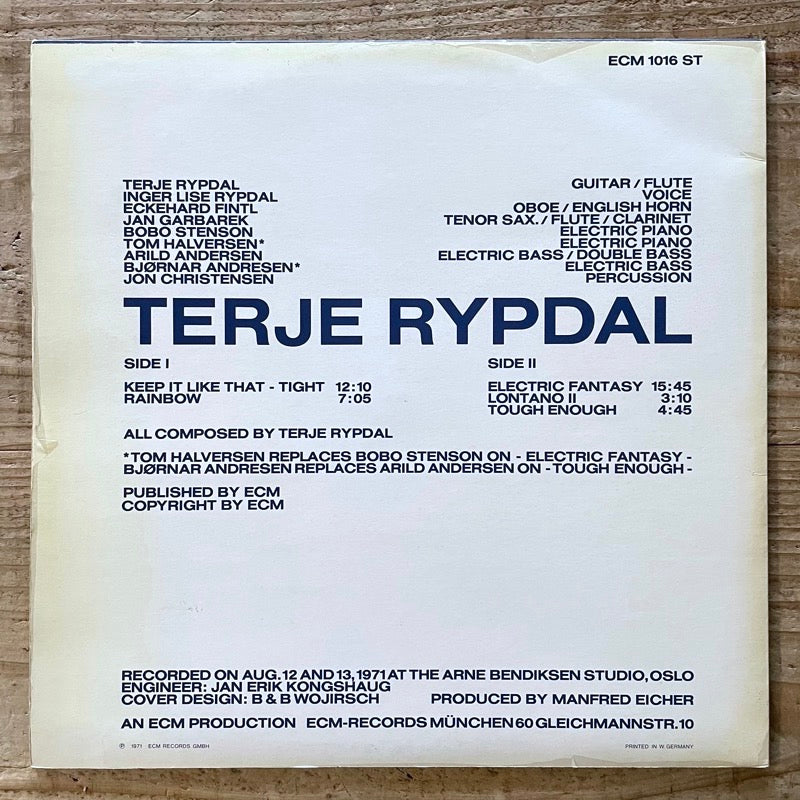 ECM 1016 ST
TERJE RYPDAL GUITAR / FLUTE
INGER LISE RYPDAL VOICE
ECKEHARD FINTL OBOE / ENGLISH HORN
JAN GARBAREK TENOR SAX. / FLUTE / CLARINET
BOBO STENSON ELECTRIC PIANO
TOM HALVERSEN* ELECTRIC PIANO
ARILD ANDERSEN ELECTRIC BASS / DOUBLE BASS
BJØRNAR ANDRESEN* ELECTRIC BASS
JON CHRISTENSEN PERCUSSION
TERJE RYPDAL
SIDE I
KEEP IT LIKE THAT - TIGHT 12:10
RAINBOW 7:05
SIDE II
ELECTRIC FANTASY 15:45
LONTANO II 3:10
TOUGH ENOUGH 4:45
ALL COMPOSED BY TERJE RYPDAL
*TOM HALVERSEN REPLACES BOBO STENSON ON - ELECTRIC FANTASY -
BJØRNAR ANDRESEN REPLACES ARILD ANDERSEN ON - TOUGH ENOUGH -
PUBLISHED BY ECM
COPYRIGHT BY ECM
RECORDED ON AUG. 12 AND 13, 1971 AT THE ARNE BENDIKSEN STUDIO, OSLO
ENGINEER: JAN ERIK KONGSHAUG
COVER DESIGN: B & B WOJIRSCH PRODUCED BY MANFRED EICHER
AN ECM PRODUCTION ECM-RECORDS MÜNCHEN 60 GLEICHMANNSTR. 10
℗ 1971 ECM RECORDS GMBH PRINTED IN W. GERMANY